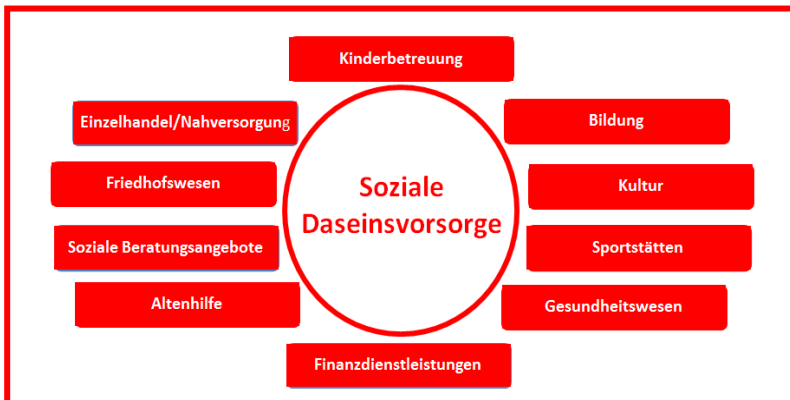 Kinderbetreuung
Einzelhandel/Nahversorgung
Bildung
Friedhofswesen
Kultur
Soziale
Daseinsvorsorge
Soziale Beratungsangebote
Sportstätten
Altenhilfe
Gesundheitswesen
Finanzdienstleistungen